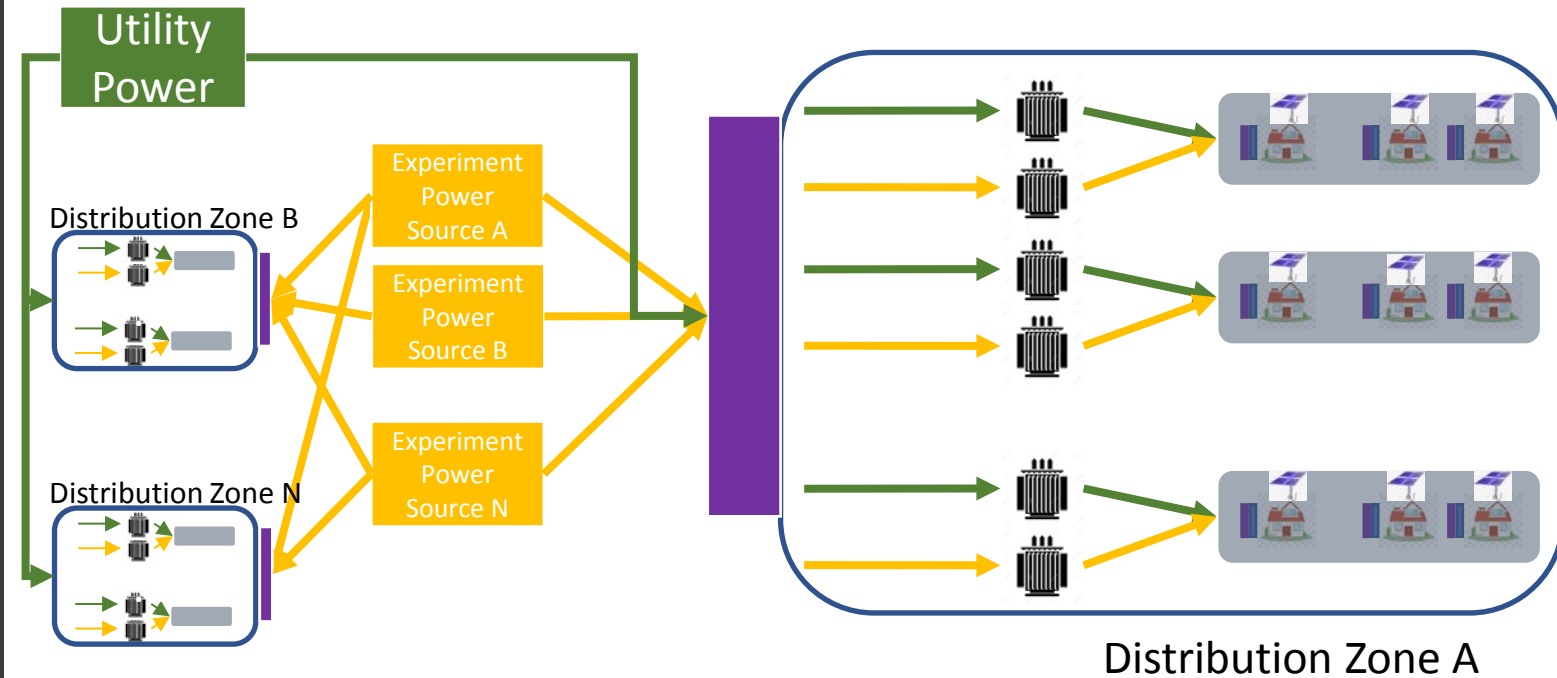 Utility
Power
Experiment
Power
Source A
Distribution Zone B
Experiment
Power
Source B
Experiment
Power
Source N
Distribution Zone N
Distribution Zone A